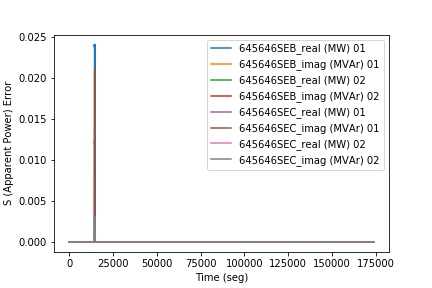 0.025
0.020
0.015
0.010
0.005
0.000
S (Apparent Power) Error
645646SEB_real (MW) 01
645646SEB_imag (MVAr) 01
645646SEB_real (MW) 02
645646SEB_imag (MVAr) 02
645646SEC_real (MW) 01
645646SEC_imag (MVAr) 01
645646SEC_real (MW) 02
645646SEC_imag (MVAr) 02
0 25000 50000 75000 100000 125000 150000 175000
Time (seg)